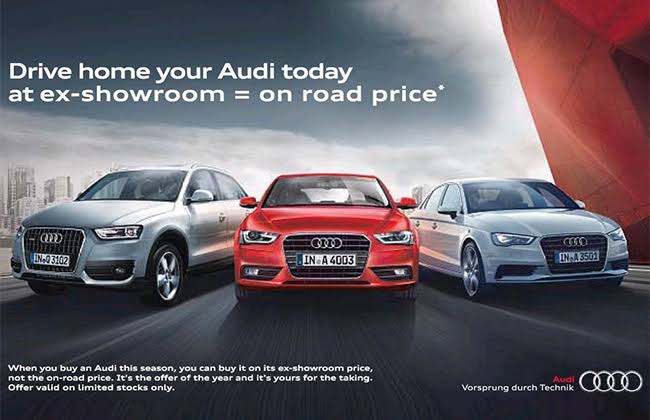 Drive home your Audi today
at ex-showroom = on road price*
IN·Q 3102
IN·A 4003
IN·A 3501
When you buy an Audi this season, you can buy it on its ex-showroom price,
not the on-road price. It's the offer of the year and it's yours for the taking.
Offer valid on limited stocks only.
Audi
Vorsprung durch Technik